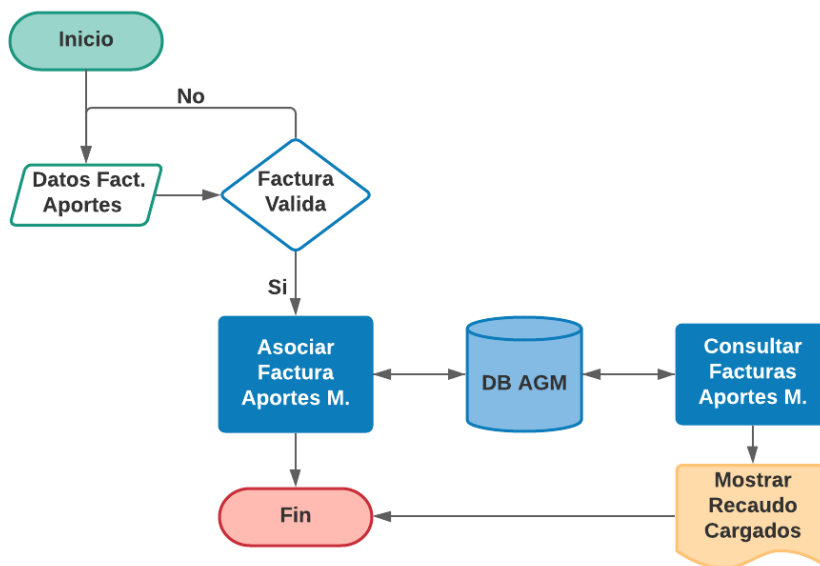 Inicio
No
Datos Fact.
Aportes
Factura
Valida
Si
Asociar
Factura
Aportes M.
DB AGM
Consultar
Facturas
Aportes M.
Fin
Mostrar
Recaudo
Cargados